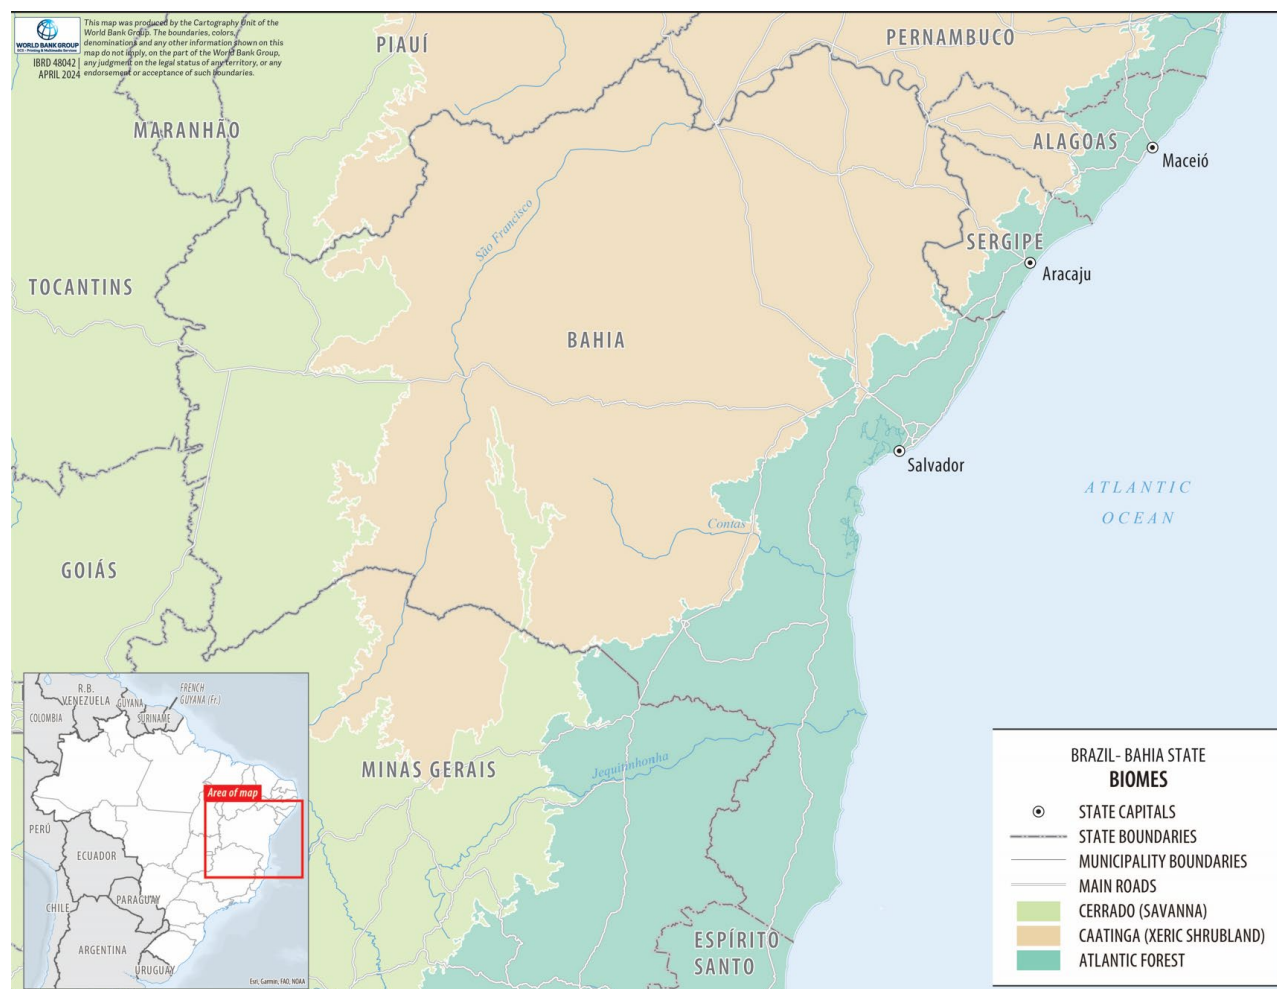 WORLD BANK GROUP
GCS – Printing & Multimedia Services
IBRD 48042 |
APRIL 2024
This map was produced by the Cartography Unit of the
World Bank Group. The boundaries, colors,
denominations and any other information shown on this
map do not imply, on the part of the World Bank Group,
any judgment on the legal status of any territory, or any
endorsement or acceptance of such boundaries.
PIAUÍ
PERNAMBUCO
MARANHÃO
ALAGOAS
Maceió
São Francisco
SERGIPE
Aracaju
TOCANTINS
BAHIA
Salvador
ATLANTIC
OCEAN
Contas
GOIÁS
MINAS GERAIS
Jequitinhonha
ESPÍRITO
SANTO
R.B.
VENEZUELA
GUYANA
FRENCH
GUYANA (Fr.)
SURINAME
COLOMBIA
Area of map
PERÚ
ECUADOR
PARAGUAY
CHILE
ARGENTINA
URUGUAY
Esri, Garmin, FAO, NOAA
BRAZIL- BAHIA STATE
BIOMES
STATE CAPITALS
STATE BOUNDARIES
MUNICIPALITY BOUNDARIES
MAIN ROADS
CERRADO (SAVANNA)
CAATINGA (XERIC SHRUBLAND)
ATLANTIC FOREST